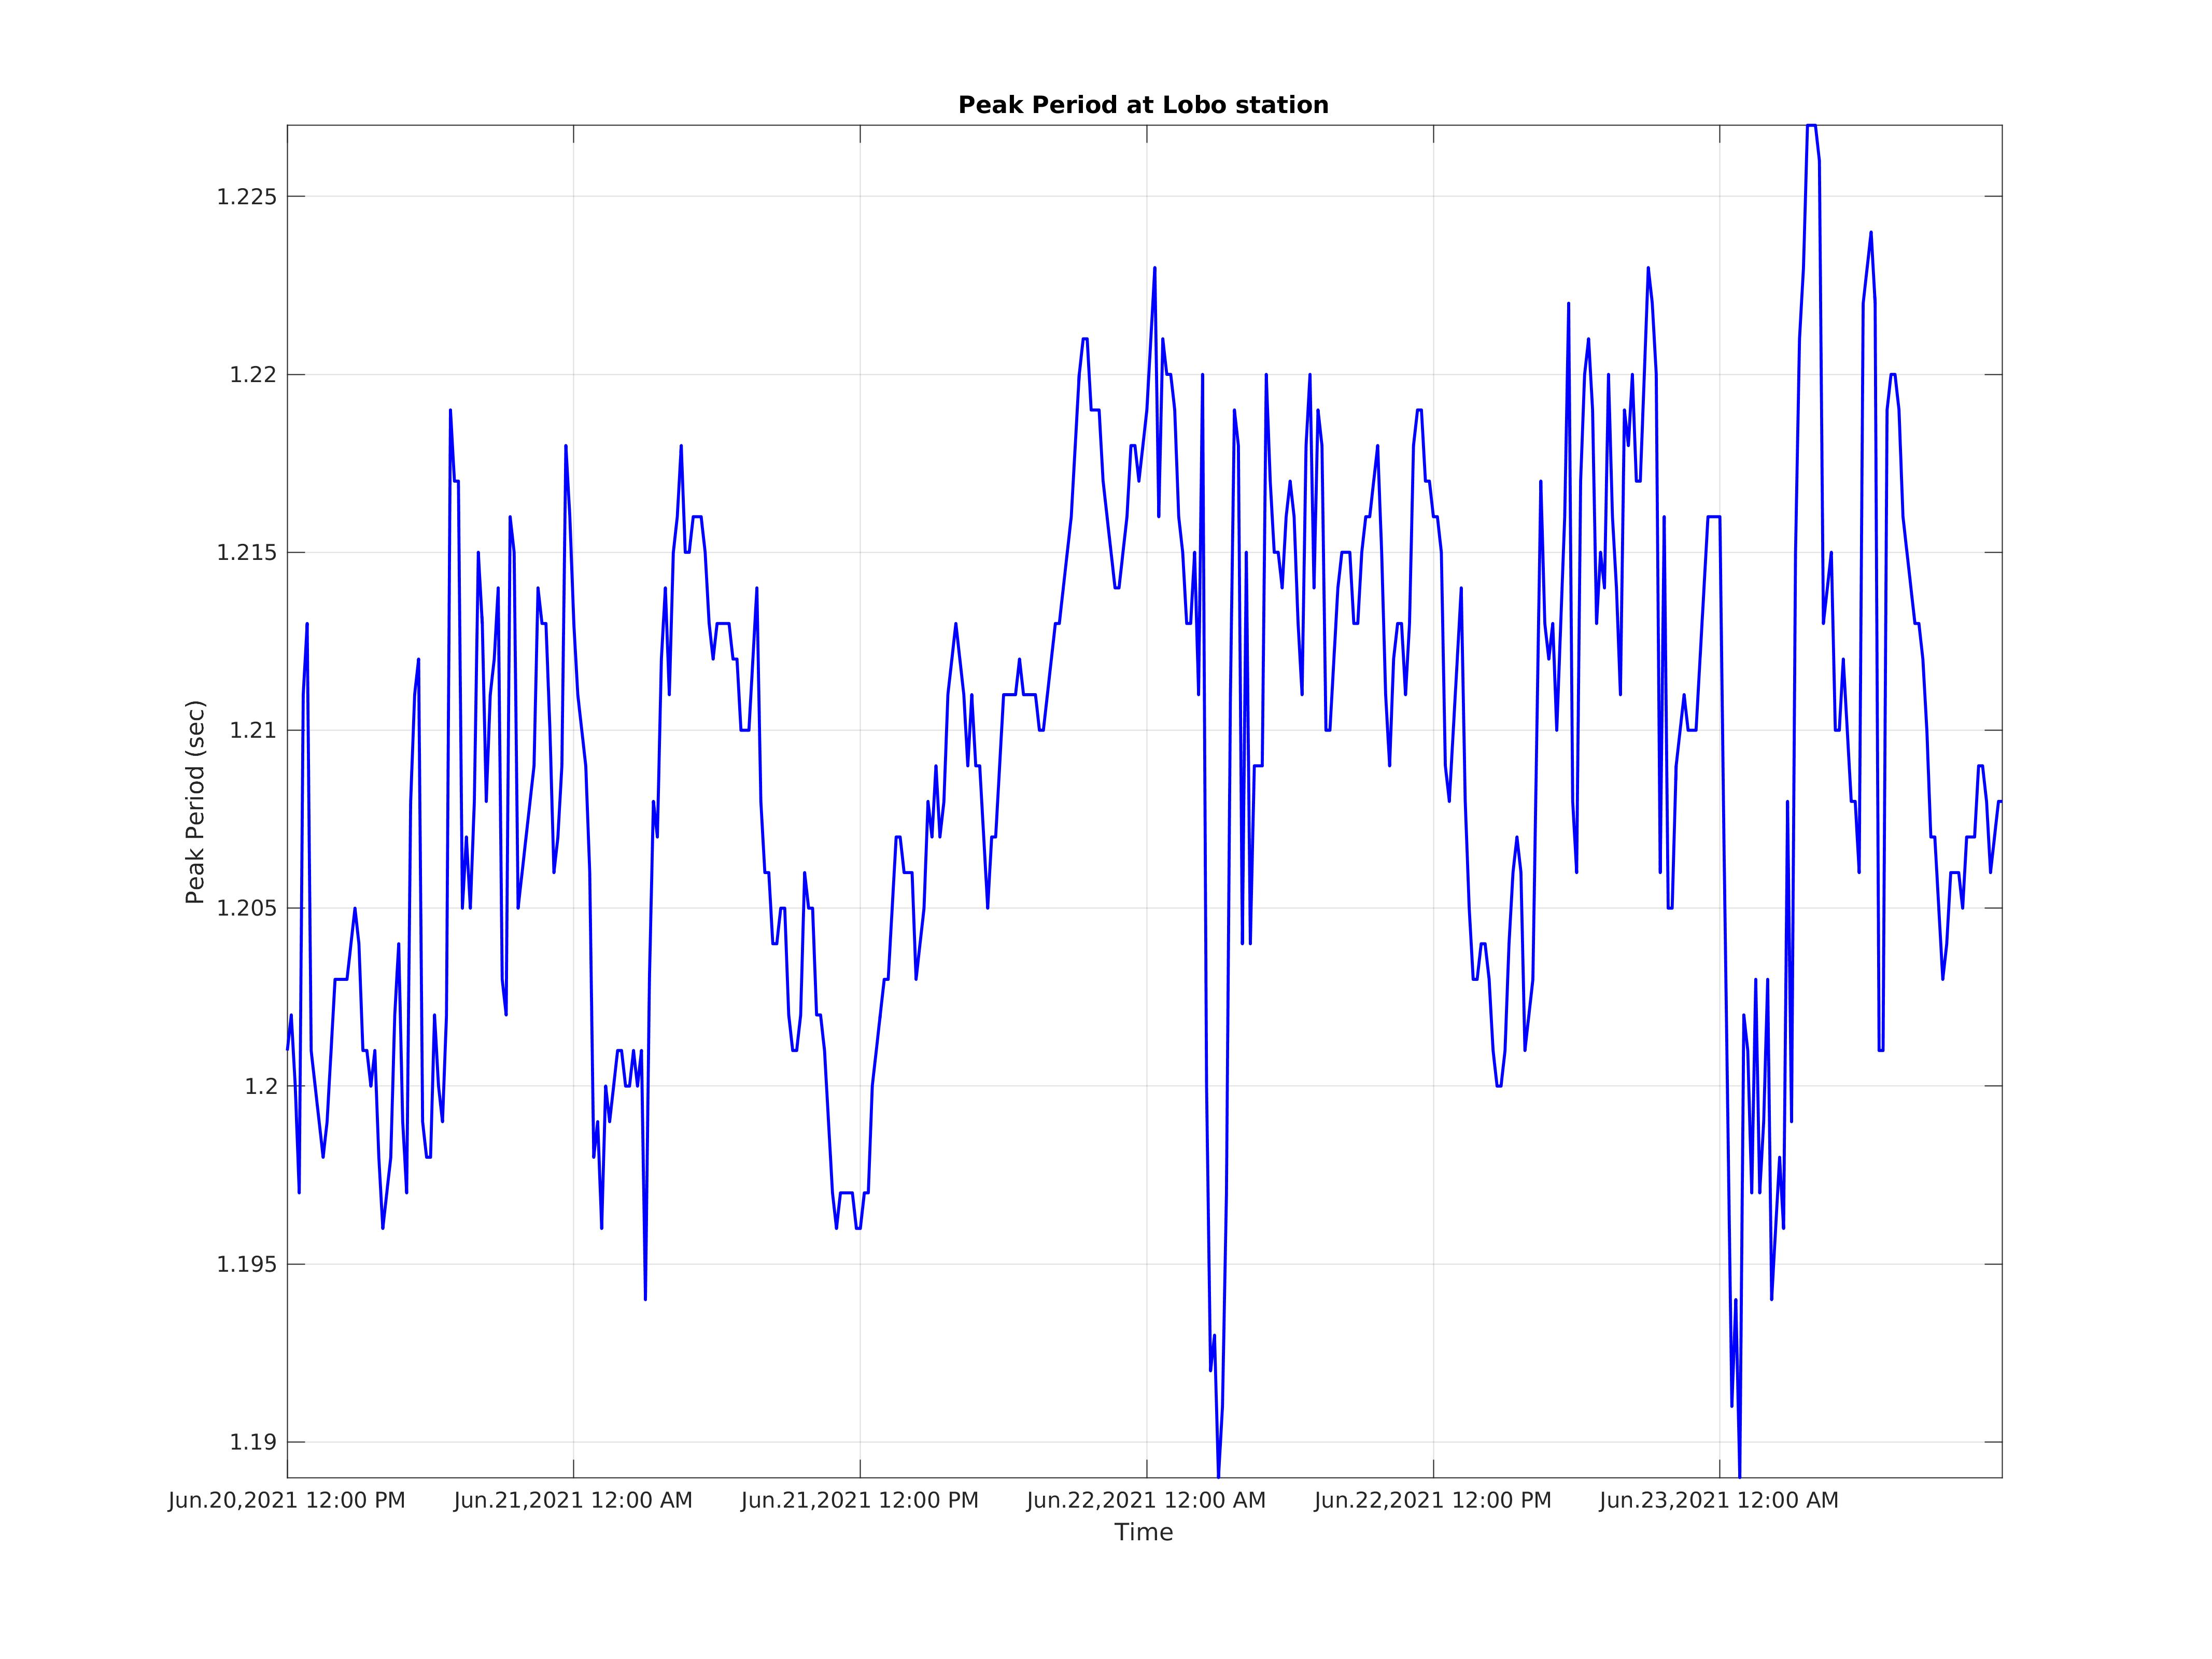 Peak Period at Lobo station
1.225
1.22
1.215
1.21
1.205
1.2
1.195
1.19
Peak Period (sec)
Jun.20,2021 12:00 PM
Jun.21,2021 12:00 AM
Jun.21,2021 12:00 PM
Jun.22,2021 12:00 AM
Jun.22,2021 12:00 PM
Jun.23,2021 12:00 AM
Time